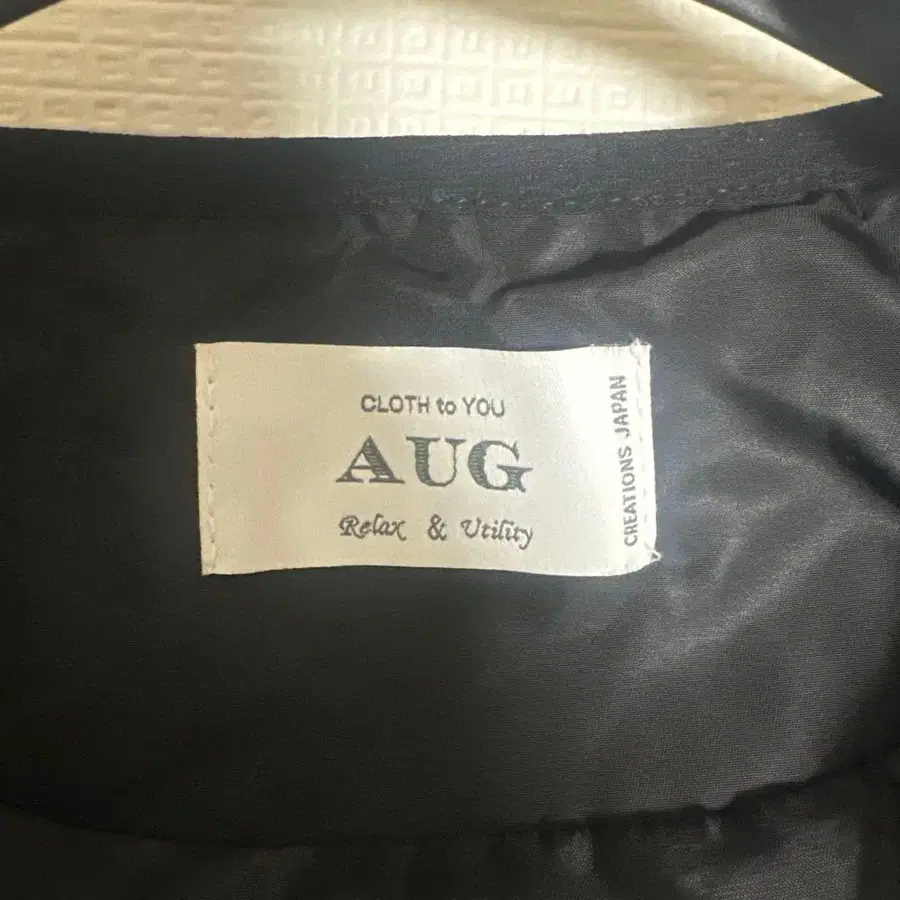 CLOTH to YOU
AUG
Relax & Utility
CREATIONS JAPAN